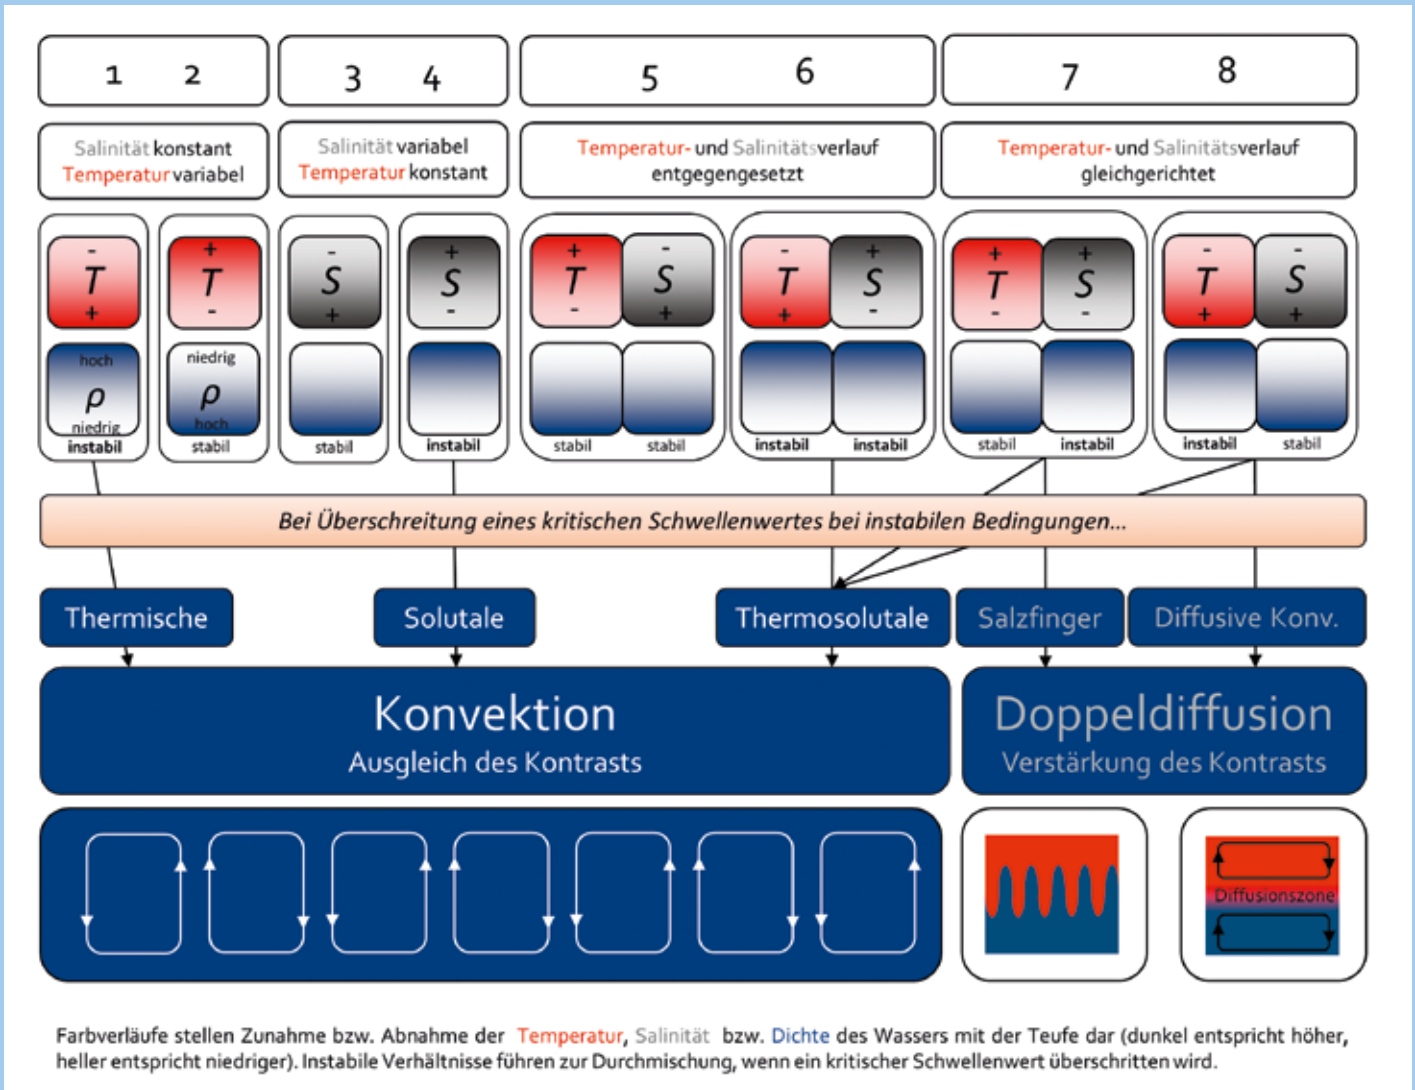 1 2 3 4 5 6 7 8
Salinität konstant
Temperatur variabel
Salinität variabel
Temperatur konstant
Temperatur- und Salinitätsverlauf
entgegengesetzt
Temperatur- und Salinitätsverlauf
gleichgerichtet
- + - + + - - + + + - -
T T S S T S T S T S T S
+ - + - - + + - - - + +
hoch niedrig
ρ ρ
niedrig hoch
instabil stabil stabil instabil stabil stabil instabil instabil stabil instabil instabil stabil
Bei Überschreitung eines kritischen Schwellenwertes bei instabilen Bedingungen...
Thermische Solutale Thermosolutale Salzfinger Diffusive Konv.
Konvektion
Ausgleich des Kontrasts
Doppeldiffusion
Verstärkung des Kontrasts
Diffusionszone
Farbverläufe stellen Zunahme bzw. Abnahme der Temperatur, Salinität bzw. Dichte des Wassers mit der Teufe dar (dunkel entspricht höher,
heller entspricht niedriger). Instabile Verhältnisse führen zur Durchmischung, wenn ein kritischer Schwellenwert überschritten wird.